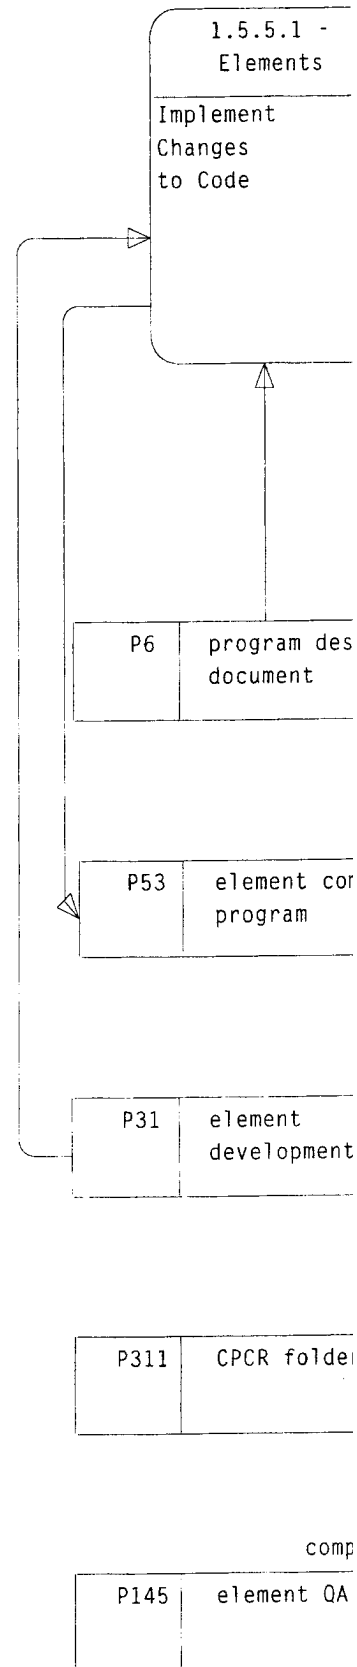 1.5.5.1 -
Elements
Implement
Changes
to Code
P6 program des
document
P53 element com
program
P31 element
development
P311 CPCR folder
comp
P145 element QA